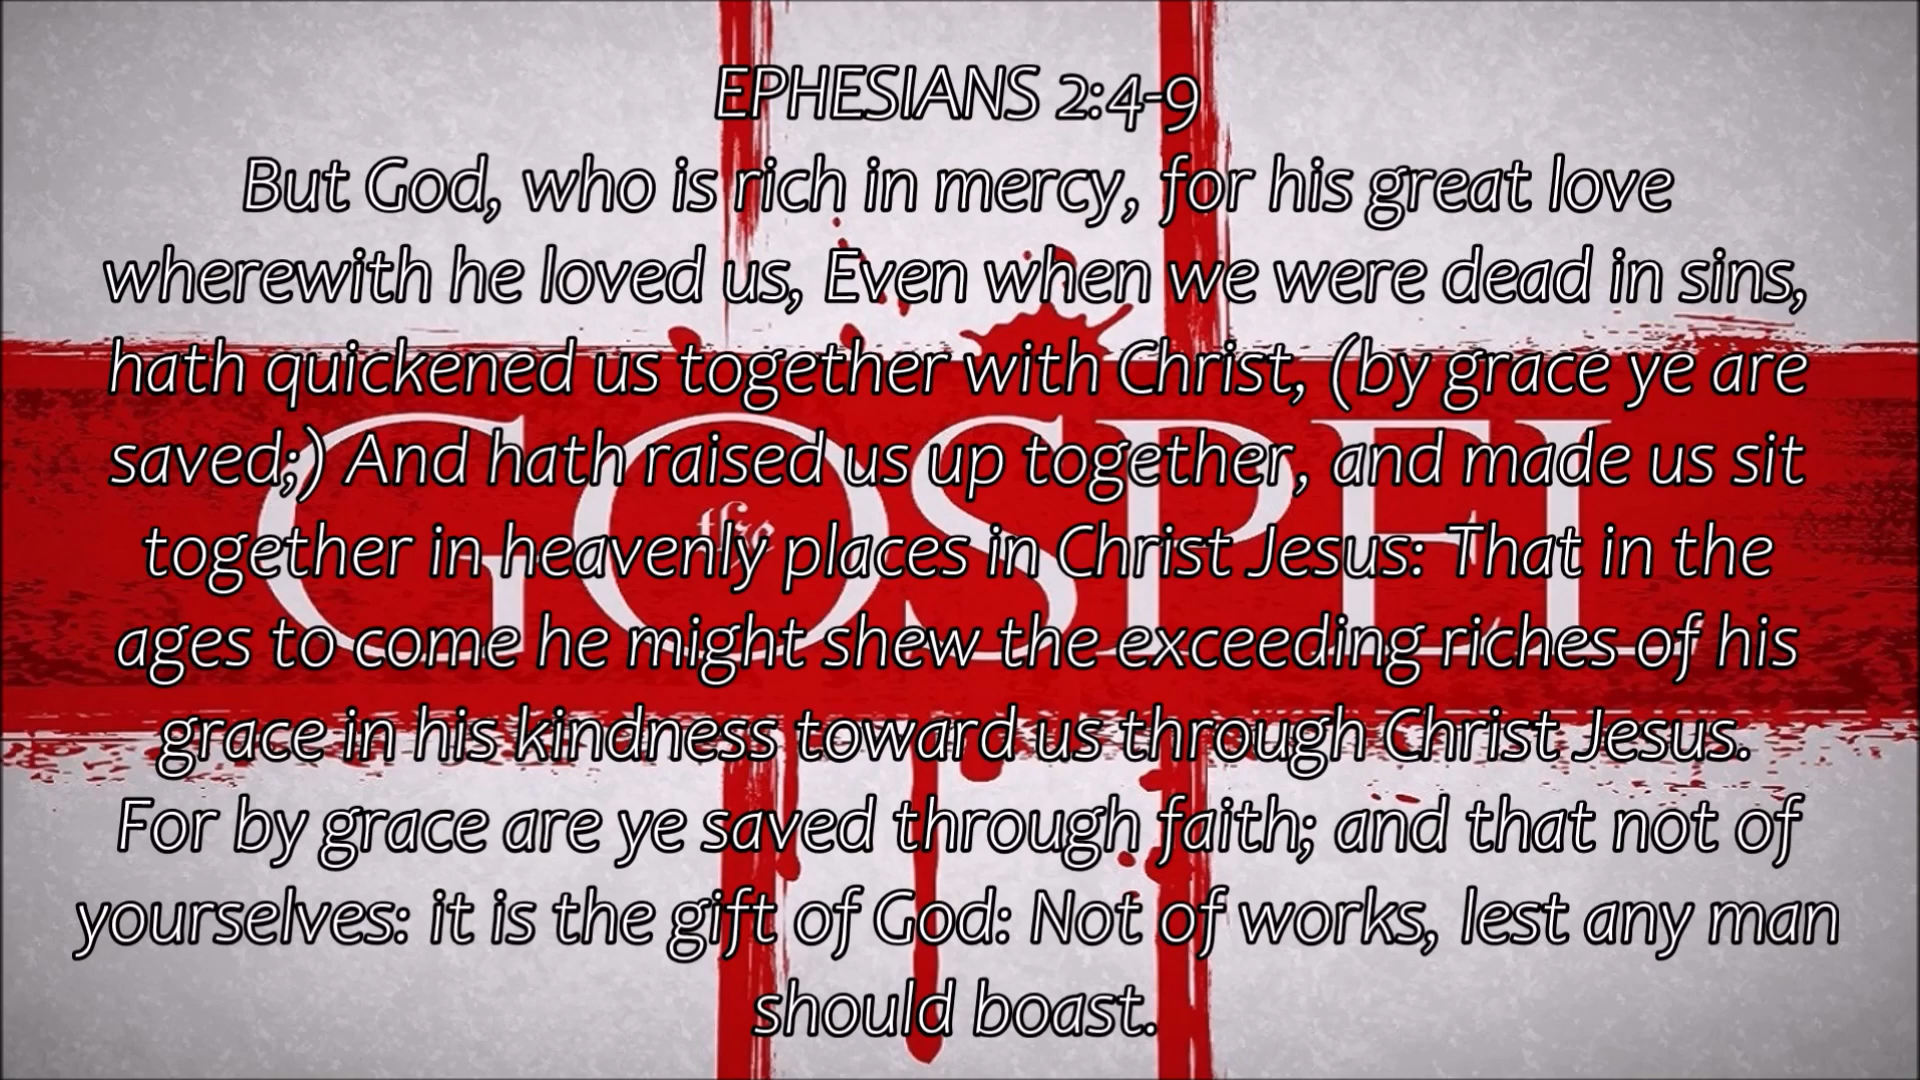 EPHESIANS 2:4-9
But God, who is rich in mercy, for his great love
wherewith he loved us, Even when we were dead in sins,
hath quickened us together with Christ, (by grace ye are
saved;) And hath raised us up together, and made us sit
together in heavenly places in Christ Jesus: That in the
ages to come he might shew the exceeding riches of his
grace in his kindness toward us through Christ Jesus.
For by grace are ye saved through faith; and that not of
yourselves: it is the gift of God: Not of works, lest any man
should boast.
the
GOSPEL